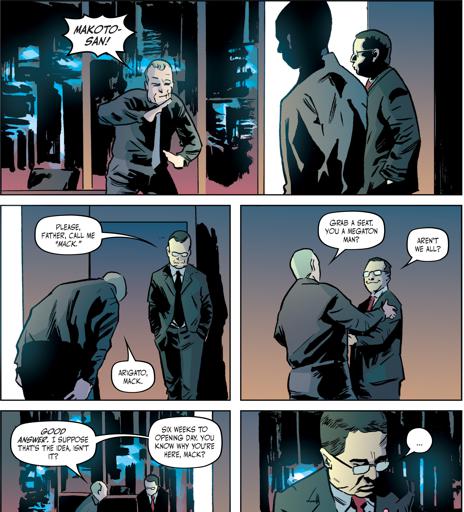 MAKOTO-
SAN!
PLEASE,
FATHER, CALL ME
"MACK."
ARIGATO,
MACK.
GRAB A SEAT.
YOU A MEGATON
MAN?
AREN'T
WE ALL?
GOOD
ANSWER. I SUPPOSE
THAT'S THE IDEA, ISN'T
IT?
SIX WEEKS TO
OPENING DAY. YOU
KNOW WHY YOU'RE
HERE, MACK?
...